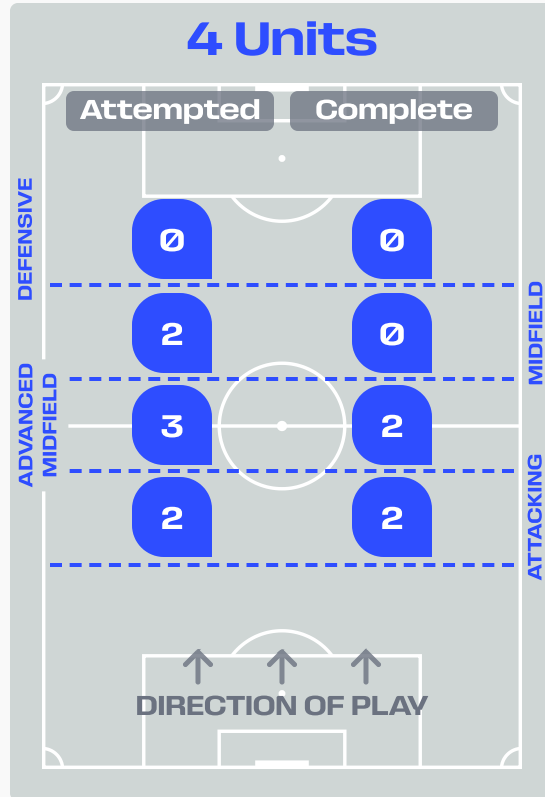 4 Units
Attempted
Complete
DEFENSIVE
0
0
MIDFIELD
2
0
ADVANCED
MIDFIELD
3
2
ATTACKING
2
2
DIRECTION OF PLAY